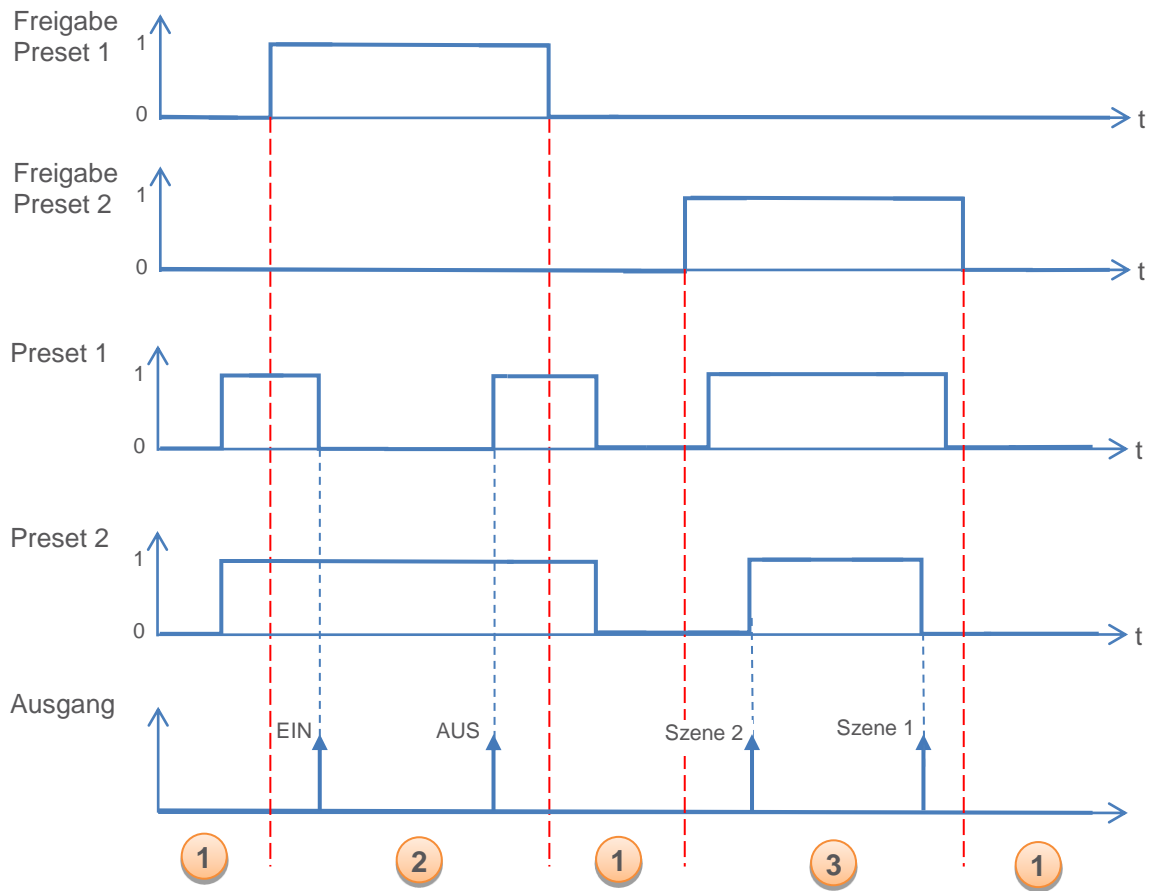 Freigabe
Preset 1
1
0
t
Freigabe
Preset 2
1
0
t
Preset 1
1
0
t
Preset 2
1
0
t
Ausgang
EIN
AUS
Szene 2
Szene 1
1
2
1
3
1